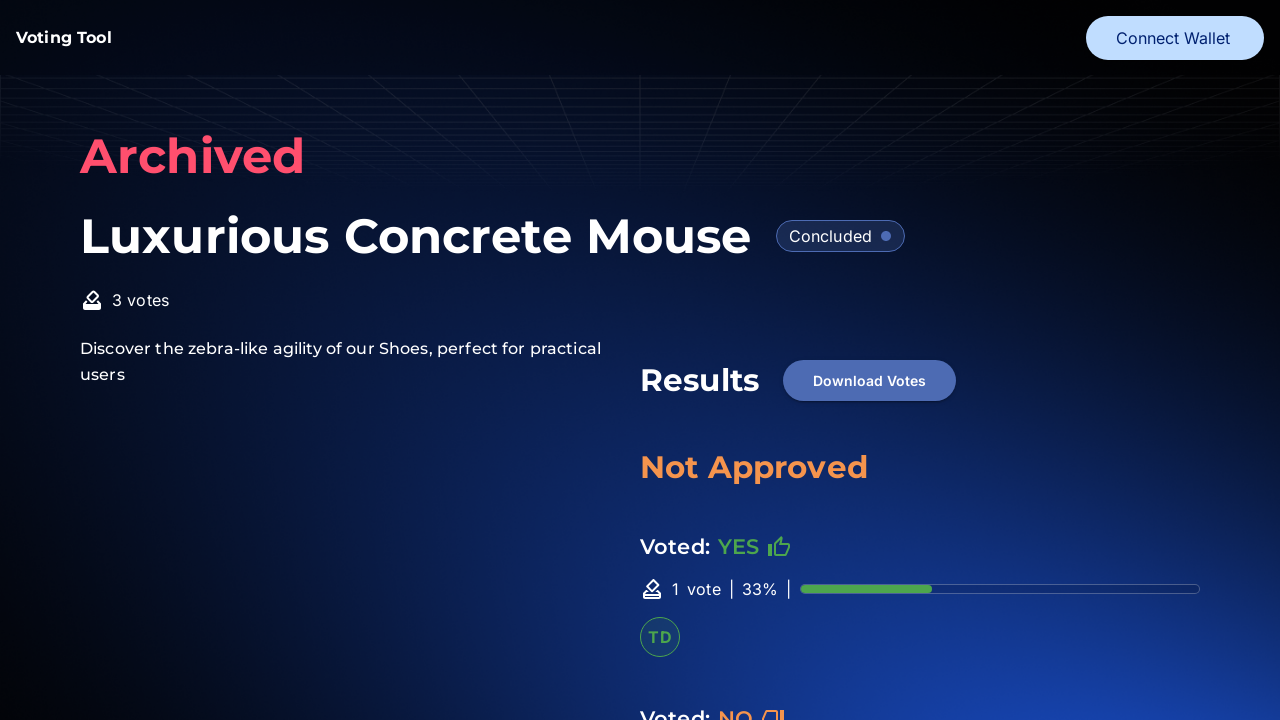 Voting Tool
Connect Wallet
Archived
Luxurious Concrete Mouse
Concluded
3 votes
Discover the zebra-like agility of our Shoes, perfect for practical
users
Results
Download Votes
Not Approved
Voted: YES
1 vote | 33% |
TD
Voted: NO